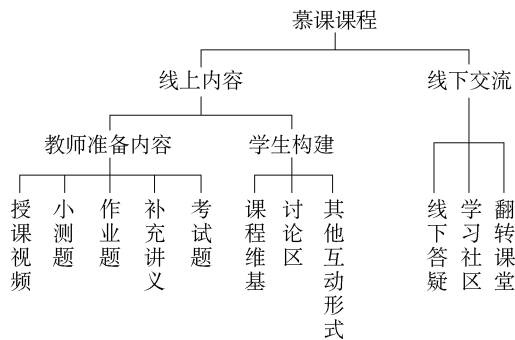 慕课课程
线上内容
线下交流
教师准备内容
学生构建
授课视频
小测题
作业题
补充讲义
考试题
课程维基
讨论区
其他互动形式
线下答疑
学习社区
翻转课堂